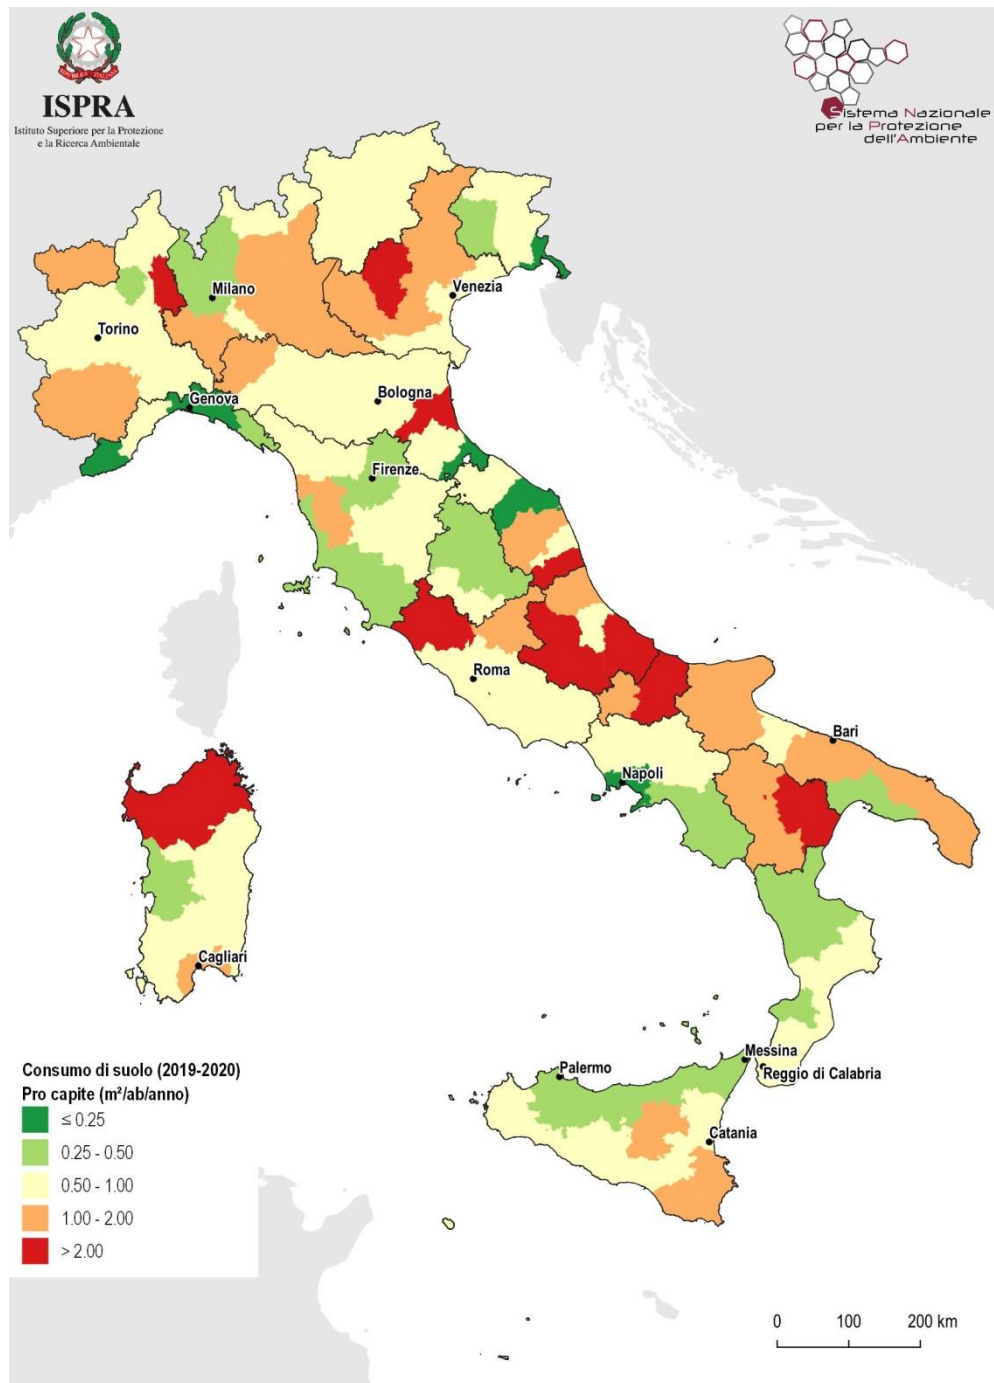 ISPRA
Istituto Superiore per la Protezione
e la Ricerca Ambientale
REPVBBLICA ITALIANA
Sistema Nazionale
per la Protezione
dell'Ambiente
Milano
Venezia
Torino
Genova
Bologna
Firenze
Roma
Bari
Napoli
Cagliari
Messina
Reggio di Calabria
Palermo
Catania
Consumo di suolo (2019-2020)
Pro capite (m²/ab/anno)
≤ 0.25
0.25 - 0.50
0.50 - 1.00
1.00 - 2.00
> 2.00
0 100 200 km